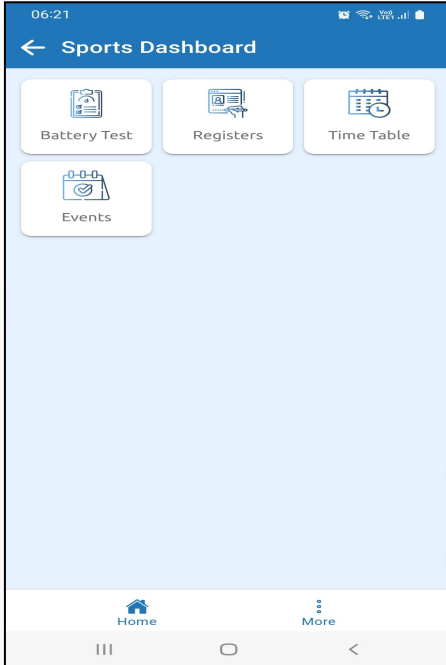 06:21
Sports Dashboard
Battery Test
Registers
Time Table
Events
Home
More